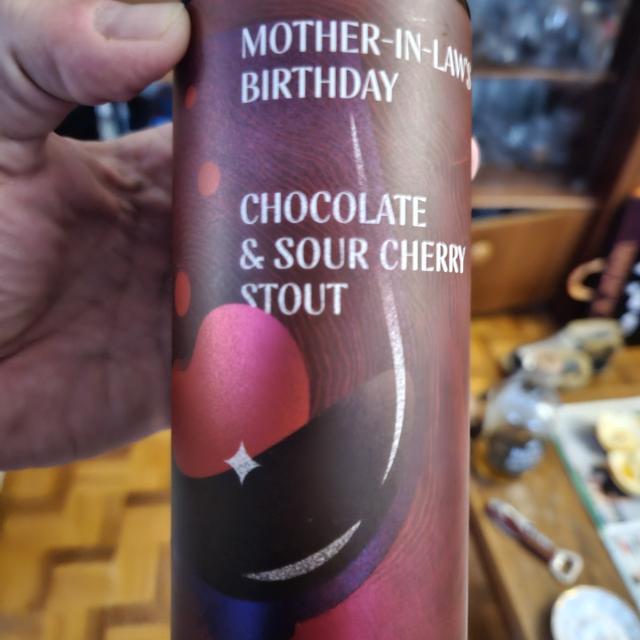 MOTHER-IN-LAW'S
BIRTHDAY
CHOCOLATE
& SOUR CHERRY
STOUT